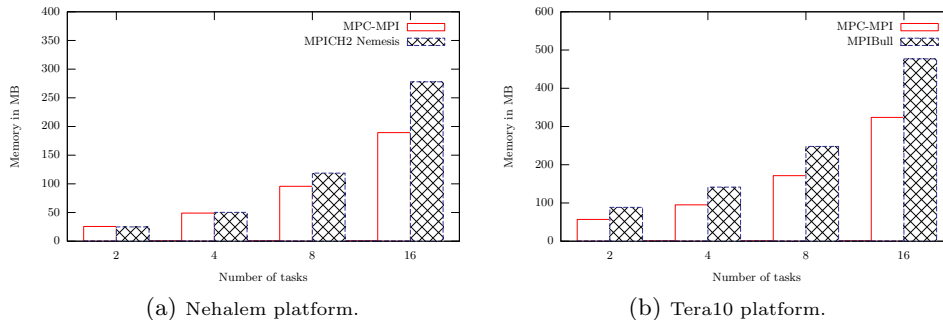 400
350
300
250
200
150
100
50
0
Memory in MB
MPC-MPI
MPICH2 Nemesis
2 4 8 16
Number of tasks
(a) Nehalem platform.
600
500
400
300
200
100
0
Memory in MB
MPC-MPI
MPIBull
2 4 8 16
Number of tasks
(b) Tera10 platform.